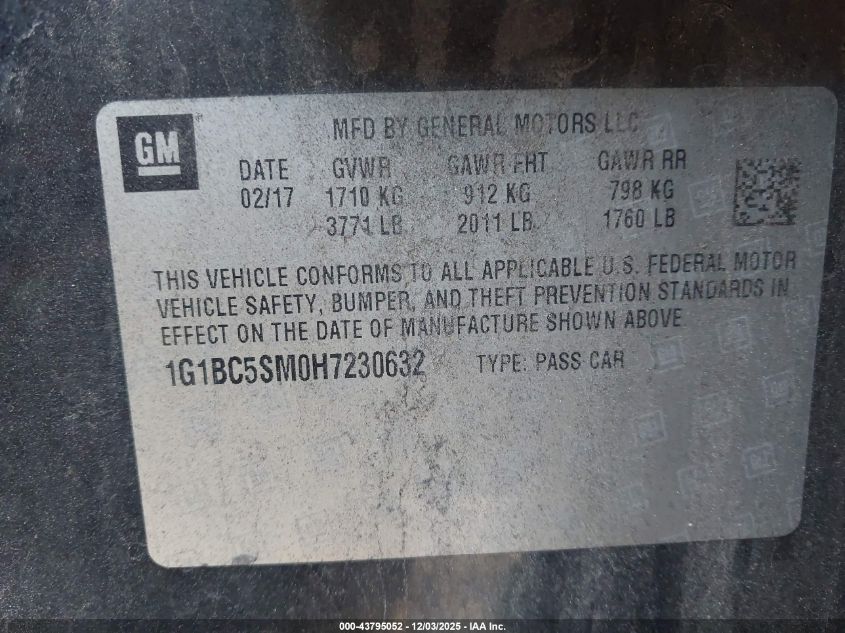 GM
MFD BY GENERAL MOTORS LLC
DATE GVWR GAWR FRT GAWR RR
02/17 1710 KG 912 KG 798 KG
3771 LB 2011 LB 1760 LB
THIS VEHICLE CONFORMS TO ALL APPLICABLE U.S. FEDERAL MOTOR
VEHICLE SAFETY, BUMPER, AND THEFT PREVENTION STANDARDS IN
EFFECT ON THE DATE OF MANUFACTURE SHOWN ABOVE
1G1BC5SM0H7230632 TYPE: PASS CAR
000-43795052 - 12/03/2025 - IAA Inc.